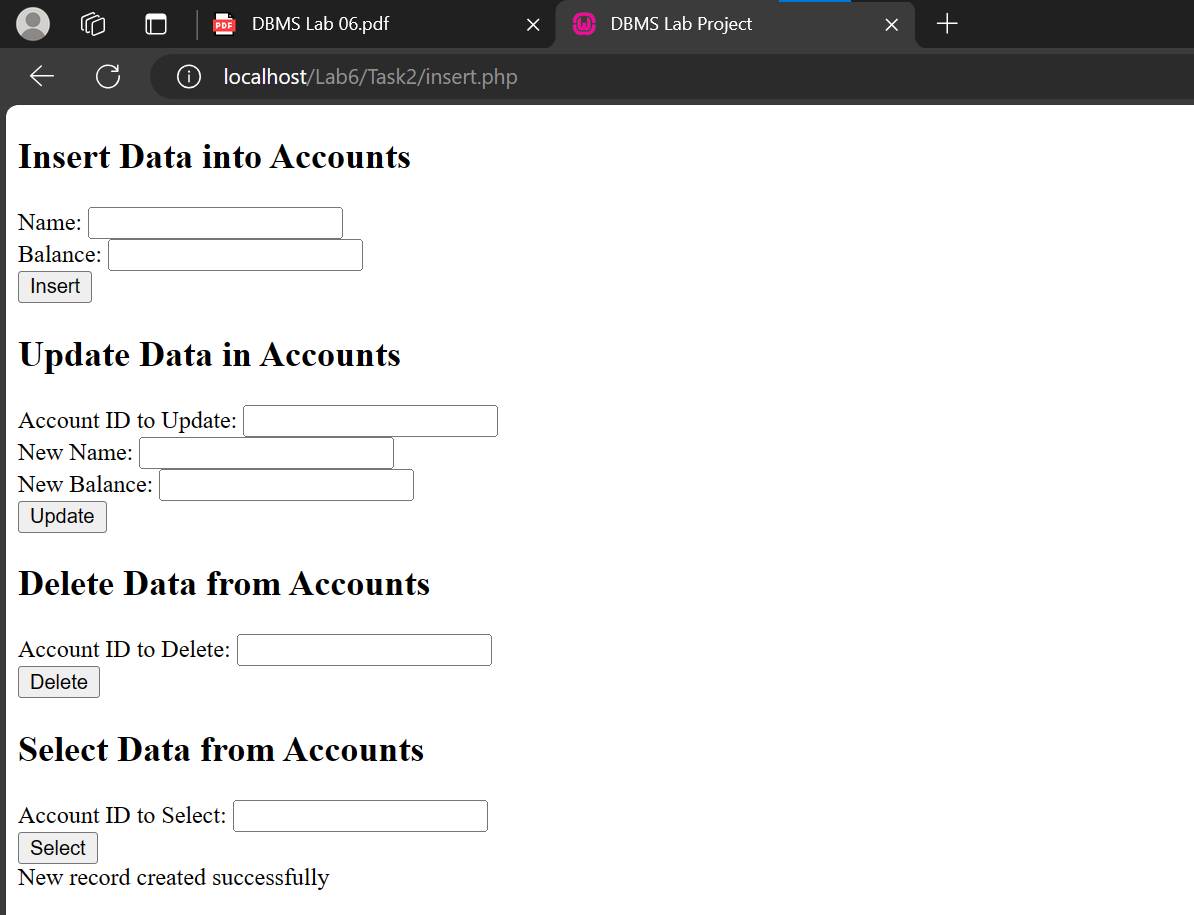 DBMS Lab 06.pdf
DBMS Lab Project
localhost/Lab6/Task2/insert.php
Insert Data into Accounts
Name:
Balance:
Insert
Update Data in Accounts
Account ID to Update:
New Name:
New Balance:
Update
Delete Data from Accounts
Account ID to Delete:
Delete
Select Data from Accounts
Account ID to Select:
Select
New record created successfully